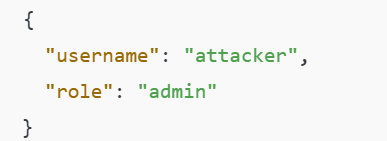 {
  "username": "attacker",
  "role": "admin"
}